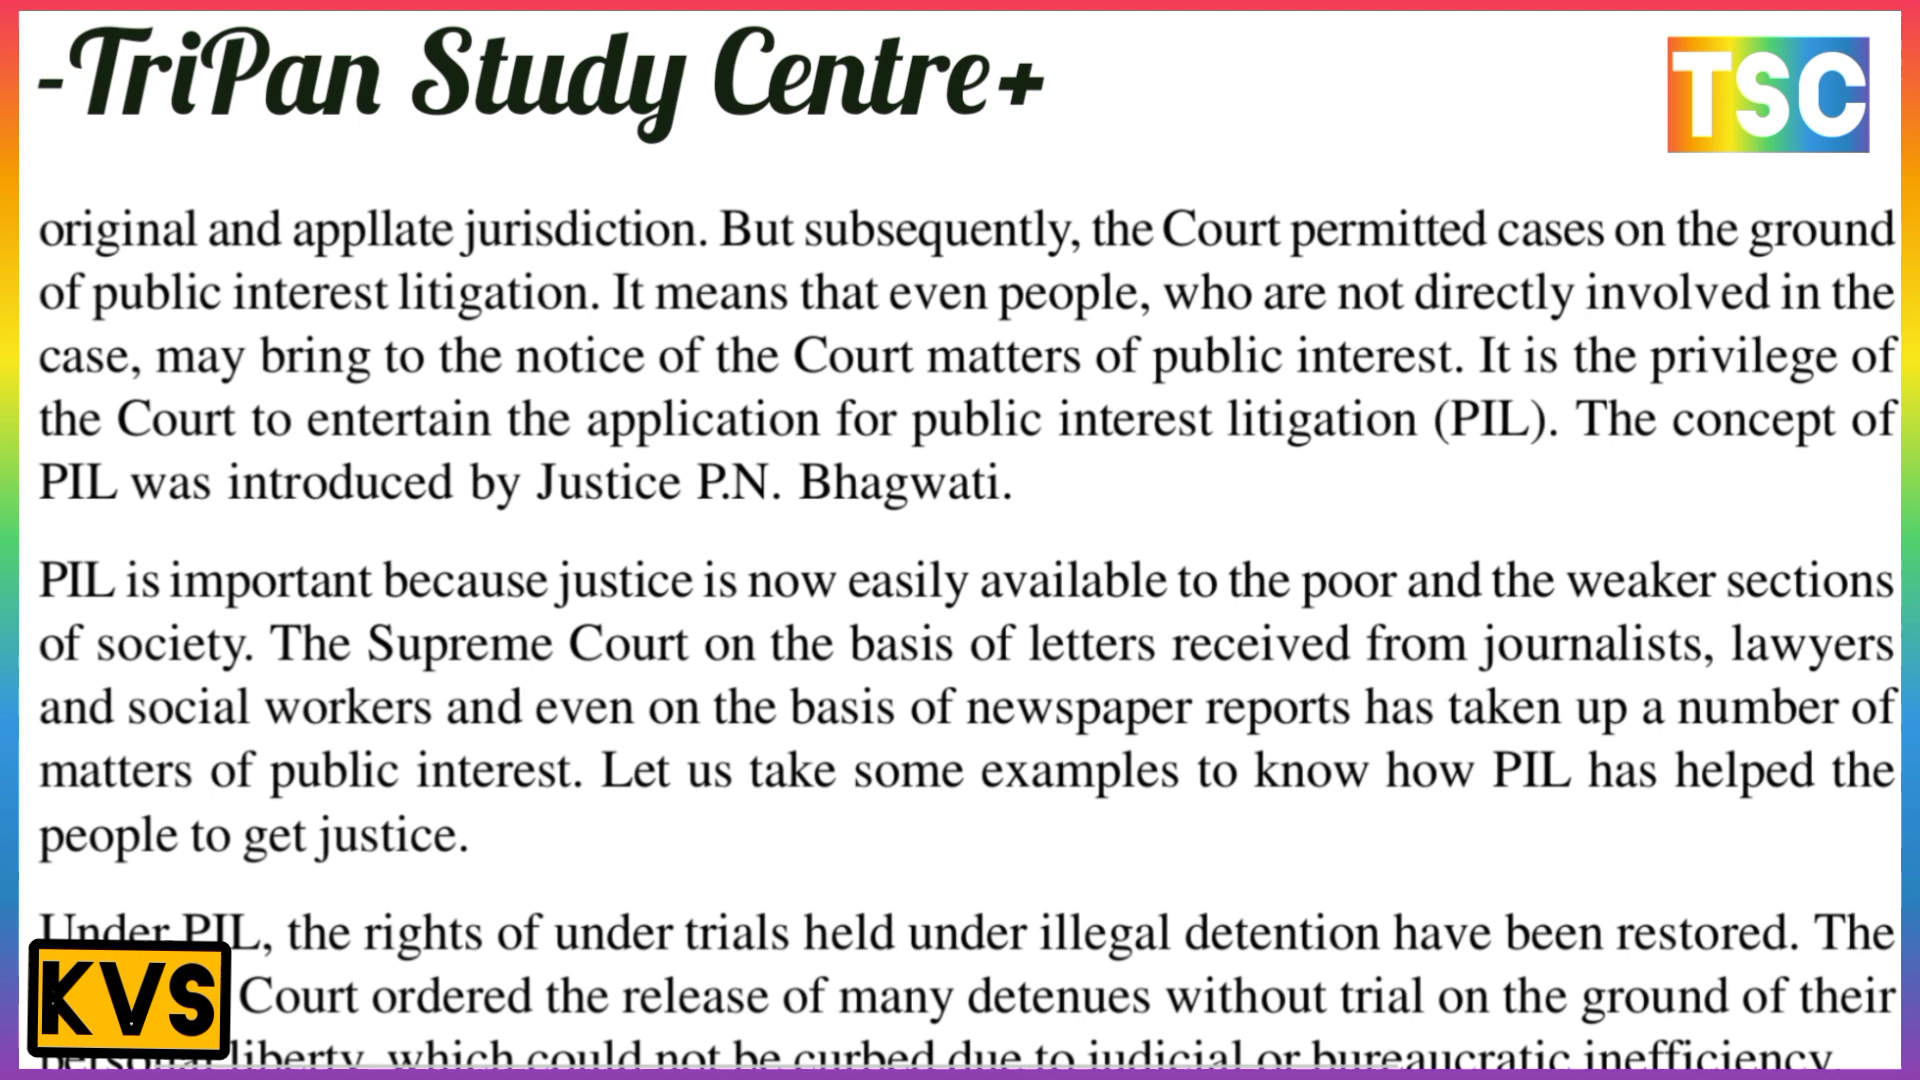 -TriPan Study Centre+
TSC
original and appllate jurisdiction. But subsequently, the Court permitted cases on the ground
of public interest litigation. It means that even people, who are not directly involved in the
case, may bring to the notice of the Court matters of public interest. It is the privilege of
the Court to entertain the application for public interest litigation (PIL). The concept of
PIL was introduced by Justice P.N. Bhagwati.
PIL is important because justice is now easily available to the poor and the weaker sections
of society. The Supreme Court on the basis of letters received from journalists, lawyers
and social workers and even on the basis of newspaper reports has taken up a number of
matters of public interest. Let us take some examples to know how PIL has helped the
people to get justice.
Under PIL, the rights of under trials held under illegal detention have been restored. The
Court ordered the release of many detenues without trial on the ground of their
personal liberty, which could not be curbed due to judicial or bureaucratic inefficiency.
KVS